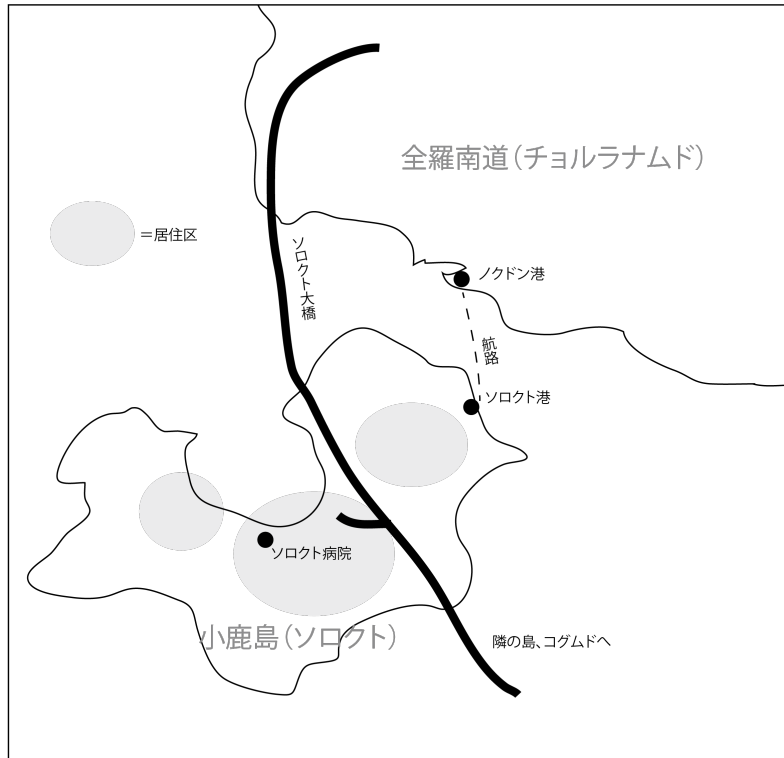 全羅南道(チョルラナムド)
=居住区
ソロクト大橋
ノクドン港
航路
ソロクト港
ソロクト病院
小鹿島(ソロクト)
隣の島、コグムドへ